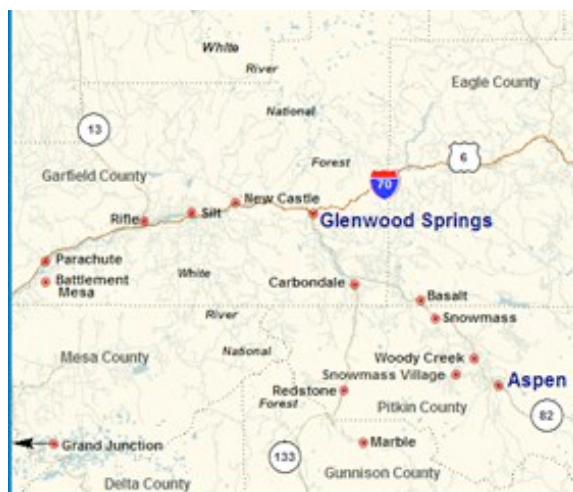 White
River
National
Forest
Eagle County
13
6
70
Garfield County
New Castle
Silt
Rifle
Glenwood Springs
Parachute
Battlement
Mesa
White
River
National
Forest
Carbondale
Basalt
Snowmass
Mesa County
Woody Creek
Snowmass Village
Aspen
Redstone
Pitkin County
82
Grand Junction
Marble
133
Gunnison County
Delta County